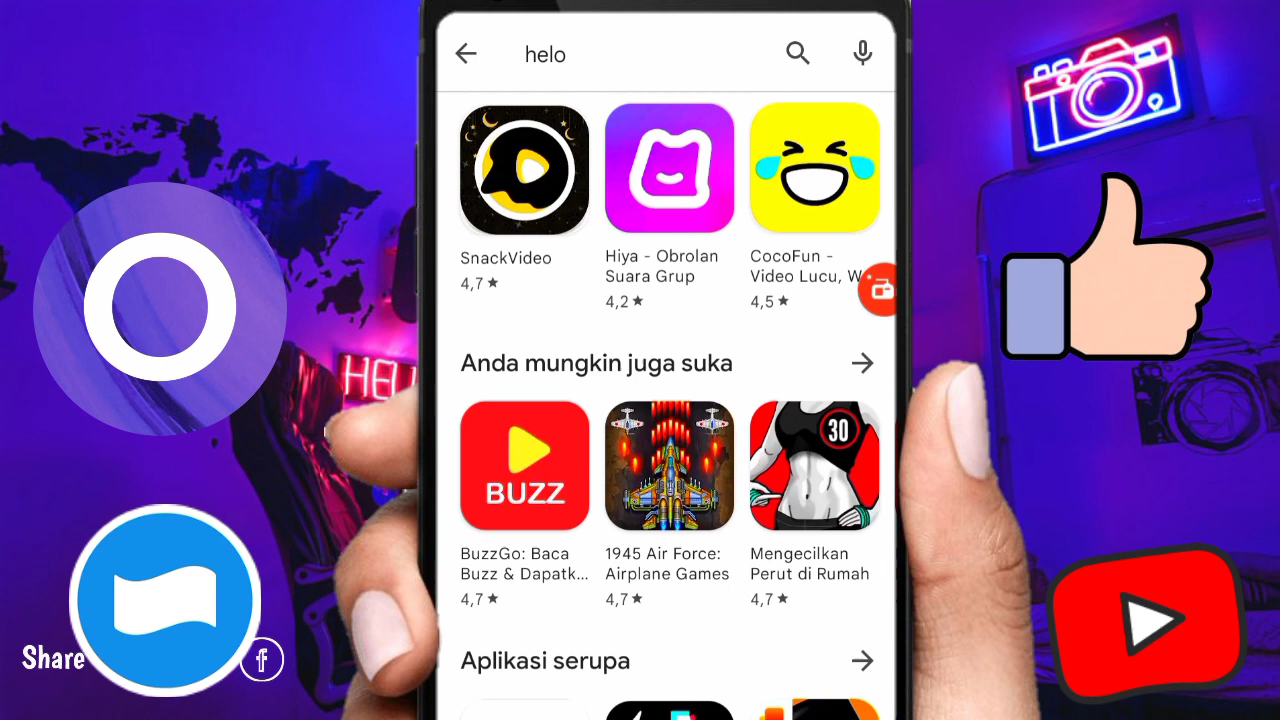 helo
SnackVideo
4,7 ★
Hiya - Obrolan
Suara Grup
4,2 ★
CocoFun -
Video Lucu, W
4,5 ★
Anda mungkin juga suka
BUZZ
30
BuzzGo: Baca
Buzz & Dapatk...
4,7 ★
1945 Air Force:
Airplane Games
4,7 ★
Mengecilkan
Perut di Rumah
4,7 ★
Aplikasi serupa
Share
f